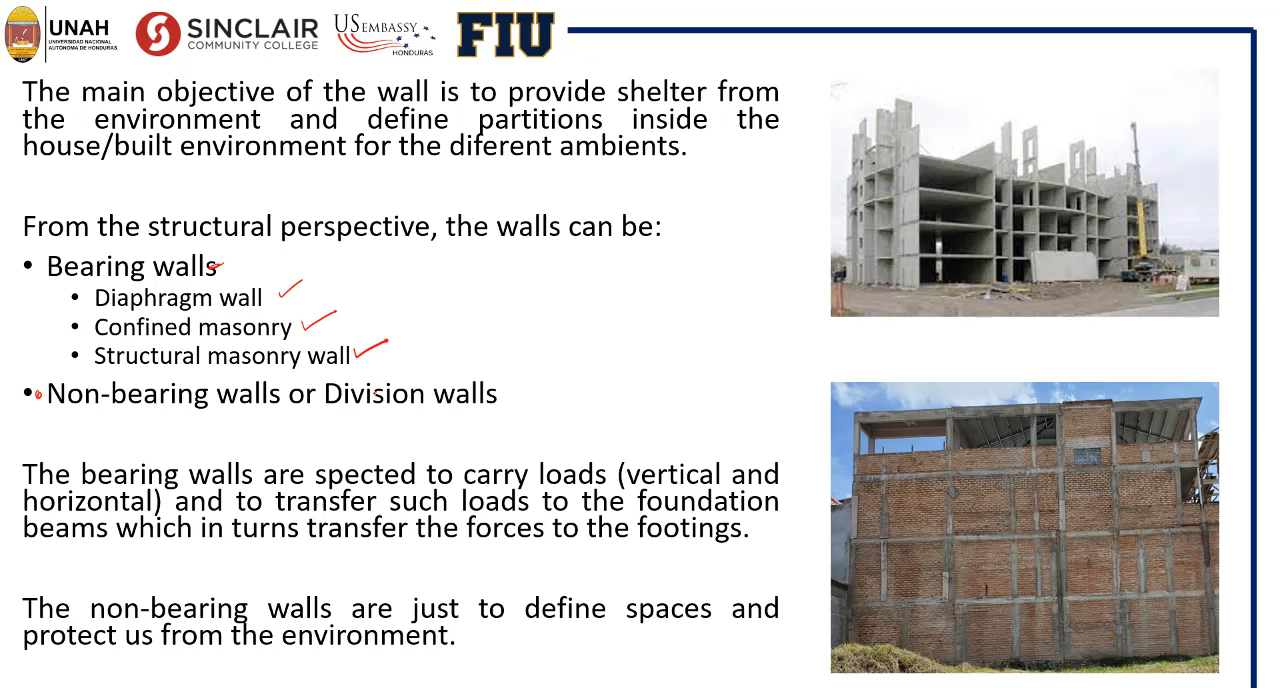 UNAH
UNIVERSIDAD NACIONAL
AUTÓNOMA DE HONDURAS
SINCLAIR
COMMUNITY COLLEGE
US EMBASSY
HONDURAS
FIU
The main objective of the wall is to provide shelter from
the environment and define partitions inside the
house/built environment for the diferent ambients.
From the structural perspective, the walls can be:
• Bearing walls
• Diaphragm wall
• Confined masonry
• Structural masonry wall
• Non-bearing walls or Division walls
The bearing walls are spected to carry loads (vertical and
horizontal) and to transfer such loads to the foundation
beams which in turns transfer the forces to the footings.
The non-bearing walls are just to define spaces and
protect us from the environment.